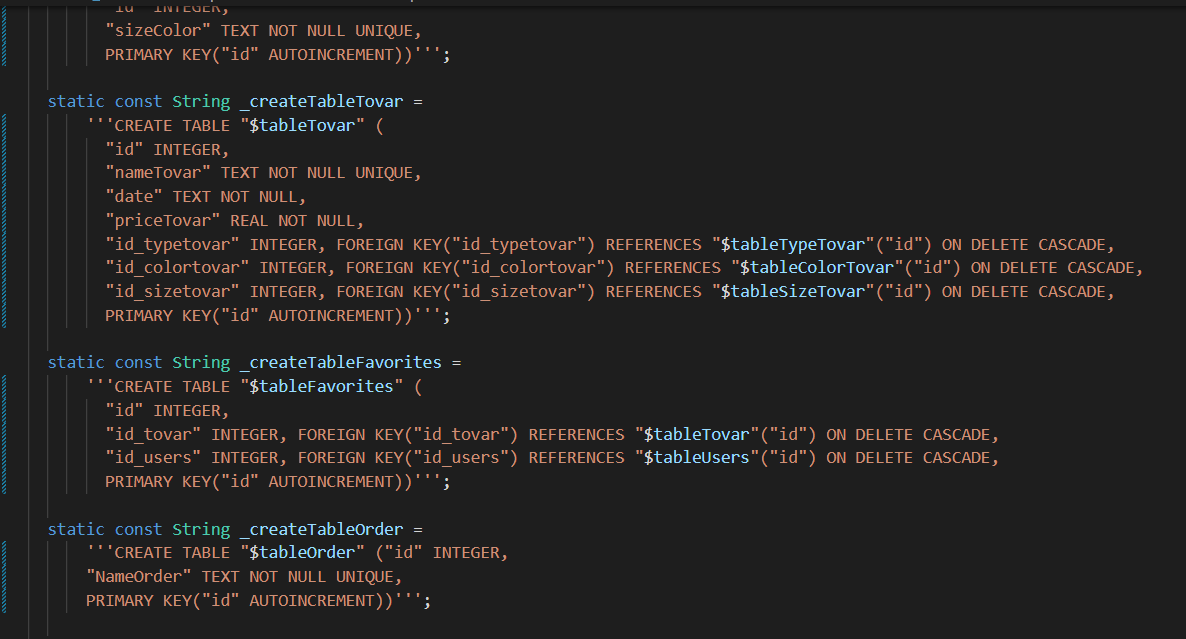 "id" INTEGER,
"sizeColor" TEXT NOT NULL UNIQUE,
PRIMARY KEY("id" AUTOINCREMENT))''';
static const String _createTableTovar =
'''CREATE TABLE "$tableTovar" (
"id" INTEGER,
"nameTovar" TEXT NOT NULL UNIQUE,
"date" TEXT NOT NULL,
"priceTovar" REAL NOT NULL,
"id_typetovar" INTEGER, FOREIGN KEY("id_typetovar") REFERENCES "$tableTypeTovar"("id") ON DELETE CASCADE,
"id_colortovar" INTEGER, FOREIGN KEY("id_colortovar") REFERENCES "$tableColorTovar"("id") ON DELETE CASCADE,
"id_sizetovar" INTEGER, FOREIGN KEY("id_sizetovar") REFERENCES "$tableSizeTovar"("id") ON DELETE CASCADE,
PRIMARY KEY("id" AUTOINCREMENT))''';
static const String _createTableFavorites =
'''CREATE TABLE "$tableFavorites" (
"id" INTEGER,
"id_tovar" INTEGER, FOREIGN KEY("id_tovar") REFERENCES "$tableTovar"("id") ON DELETE CASCADE,
"id_users" INTEGER, FOREIGN KEY("id_users") REFERENCES "$tableUsers"("id") ON DELETE CASCADE,
PRIMARY KEY("id" AUTOINCREMENT))''';
static const String _createTableOrder =
'''CREATE TABLE "$tableOrder" ("id" INTEGER,
"NameOrder" TEXT NOT NULL UNIQUE,
PRIMARY KEY("id" AUTOINCREMENT))''';